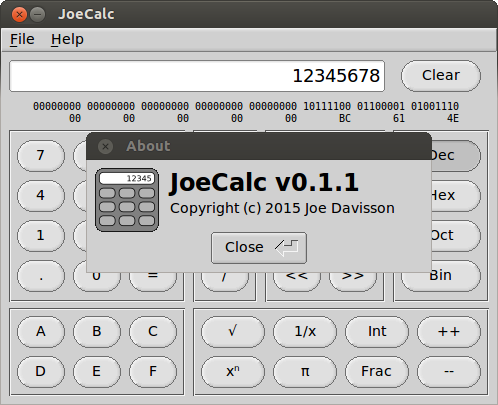 JoeCalc
File Help
12345678 Clear
00000000 00000000 00000000 00000000 00000000 10111100 01100001 01001110
00 00 00 00 00 BC 61 4E
About
7 Dec
12345
JoeCalc v0.1.1
4 Hex
Copyright (c) 2015 Joe Davisson
1 Oct
Close
. 0 = / << >> Bin
A B C √ 1/x Int ++
D E F xⁿ π Frac --